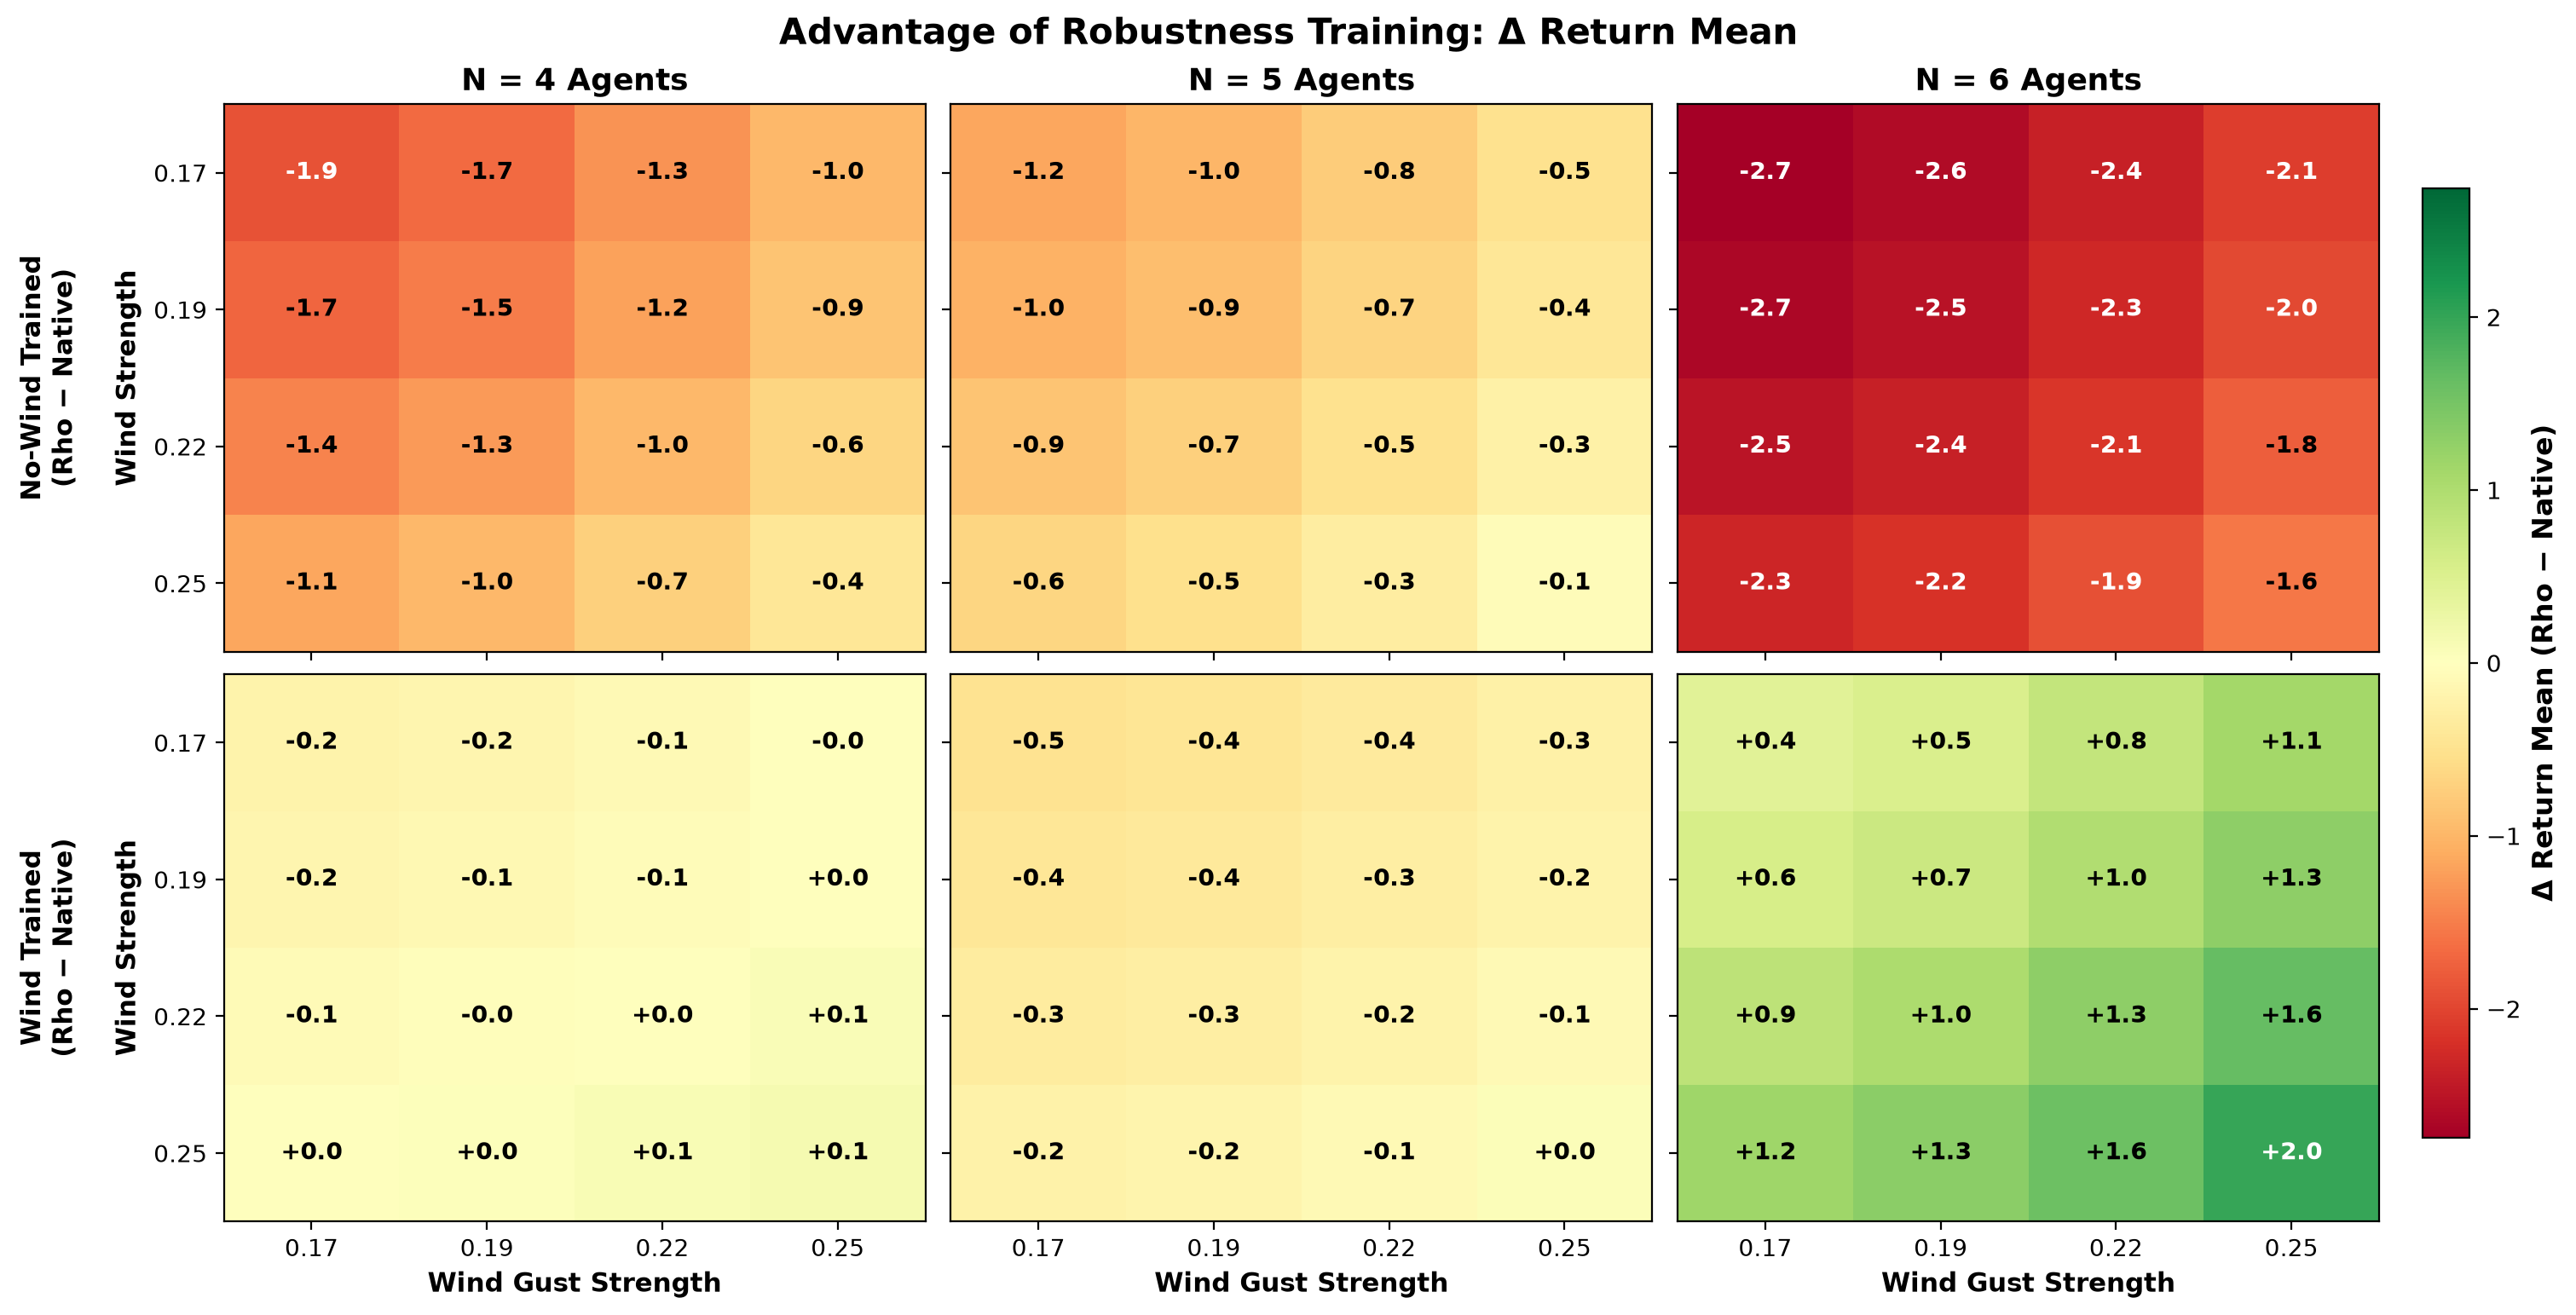 Advantage of Robustness Training: Δ Return Mean
N = 4 Agents
N = 5 Agents
N = 6 Agents
No-Wind Trained
(Rho − Native)
Wind Strength
0.17
-1.9 -1.7 -1.3 -1.0
-1.2 -1.0 -0.8 -0.5
-2.7 -2.6 -2.4 -2.1
0.19
-1.7 -1.5 -1.2 -0.9
-1.0 -0.9 -0.7 -0.4
-2.7 -2.5 -2.3 -2.0
0.22
-1.4 -1.3 -1.0 -0.6
-0.9 -0.7 -0.5 -0.3
-2.5 -2.4 -2.1 -1.8
0.25
-1.1 -1.0 -0.7 -0.4
-0.6 -0.5 -0.3 -0.1
-2.3 -2.2 -1.9 -1.6
Wind Trained
(Rho − Native)
Wind Strength
0.17
-0.2 -0.2 -0.1 -0.0
-0.5 -0.4 -0.4 -0.3
+0.4 +0.5 +0.8 +1.1
0.19
-0.2 -0.1 -0.1 +0.0
-0.4 -0.4 -0.3 -0.2
+0.6 +0.7 +1.0 +1.3
0.22
-0.1 -0.0 +0.0 +0.1
-0.3 -0.3 -0.2 -0.1
+0.9 +1.0 +1.3 +1.6
0.25
+0.0 +0.0 +0.1 +0.1
-0.2 -0.2 -0.1 +0.0
+1.2 +1.3 +1.6 +2.0
0.17 0.19 0.22 0.25
0.17 0.19 0.22 0.25
0.17 0.19 0.22 0.25
Wind Gust Strength
Wind Gust Strength
Wind Gust Strength
2
1
0
−1
−2
Δ Return Mean (Rho − Native)